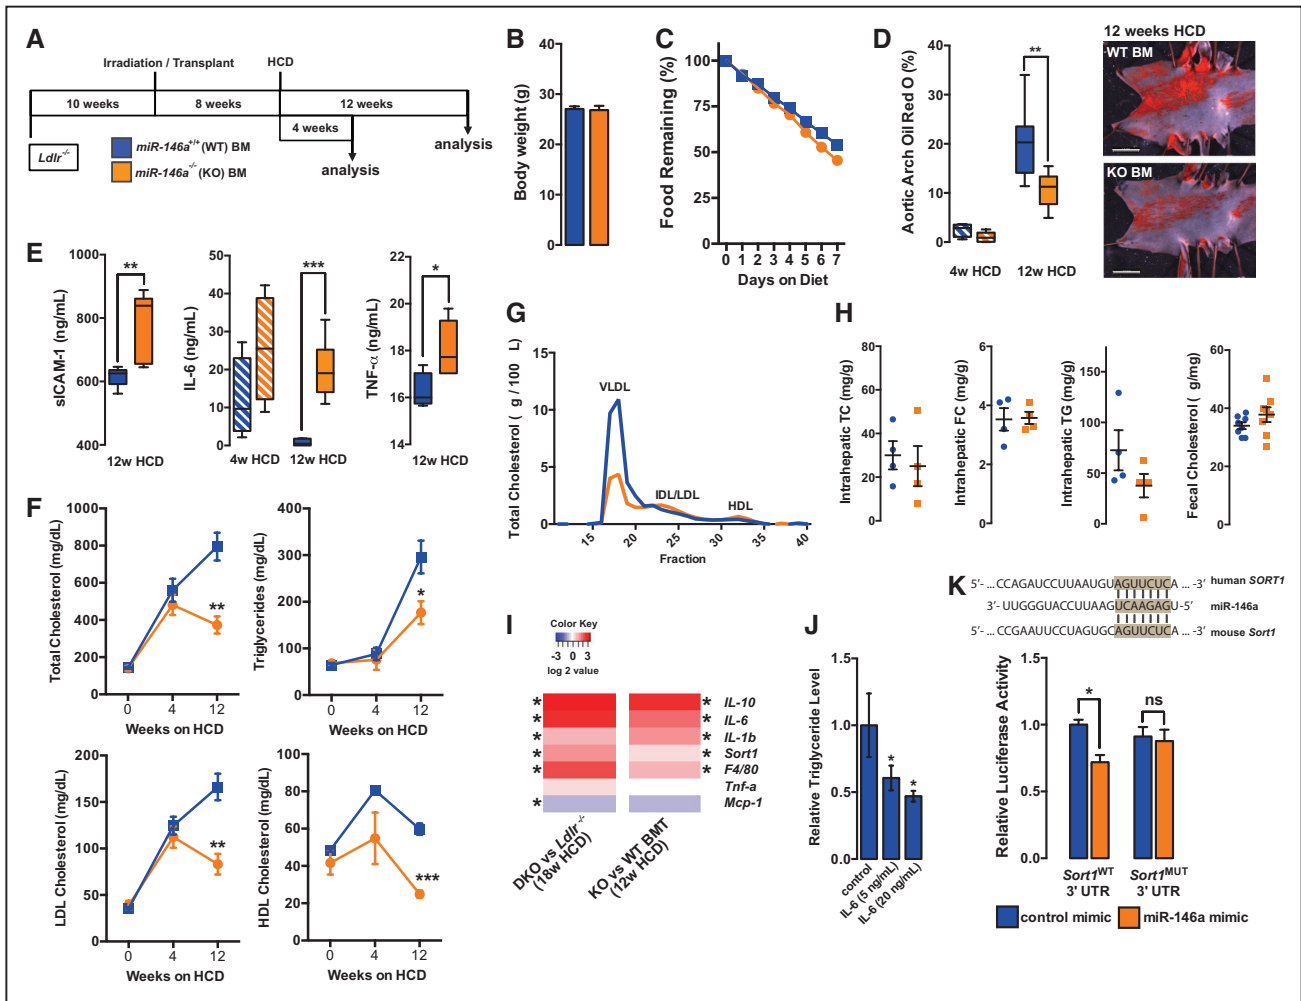 A
Irradiation / Transplant
HCD
10 weeks
8 weeks
12 weeks
4 weeks
Ldlr-/-
miR-146a+/+ (WT) BM
miR-146a-/- (KO) BM
analysis
analysis
B
Body weight (g)
40
30
20
10
0
C
Food Remaining (%)
100
75
50
25
0
0 1 2 3 4 5 6 7
Days on Diet
D
Aortic Arch Oil Red O (%)
40
30
20
10
0
**
4w HCD
12w HCD
12 weeks HCD
WT BM
KO BM
E
sICAM-1 (ng/mL)
1000
800
600
400
**
12w HCD
IL-6 (ng/mL)
50
40
30
20
10
0
***
4w HCD
12w HCD
TNF-α (ng/mL)
22
20
18
16
14
*
12w HCD
F
Total Cholesterol (mg/dL)
1000
800
600
400
200
0
**
0 4 12
Weeks on HCD
Triglycerides (mg/dL)
400
300
200
100
0
*
0 4 12
Weeks on HCD
LDL Cholesterol (mg/dL)
200
150
100
50
0
**
0 4 12
Weeks on HCD
HDL Cholesterol (mg/dL)
100
80
60
40
20
0
***
0 4 12
Weeks on HCD
G
Total Cholesterol ( g / 100 L)
15
10
5
0
VLDL
IDL/LDL
HDL
15 20 25 30 35 40
Fraction
H
Intrahepatic TC (mg/g)
80
60
40
20
0
Intrahepatic FC (mg/g)
6
4
2
0
Intrahepatic TG (mg/g)
150
100
50
0
Fecal Cholesterol ( g/mg)
60
40
20
0
I
Color Key
-3 0 3
log 2 value
* * IL-10
* * IL-6
* * IL-1b
* * Sort1
* * F4/80
Tnf-a
* Mcp-1
DKO vs Ldlr-/-
(18w HCD)
KO vs WT BMT
(12w HCD)
J
Relative Triglyceride Level
1.5
1.0
0.5
0.0
*
*
control
IL-6 (5 ng/mL)
IL-6 (20 ng/mL)
K
5'- ...CCAGAUCCUUAAUGUAGUUCUCA ... -3' human SORT1
3'- UUGGGUACCUUAAGUCAAGAGU-5' miR-146a
5'- ...CCGAAUUCCUAGUGCAGUUCUCA ... -3' mouse Sort1
Relative Luciferase Activity
1.5
1.0
0.5
0.0
*
ns
Sort1WT
3' UTR
Sort1MUT
3' UTR
control mimic
miR-146a mimic